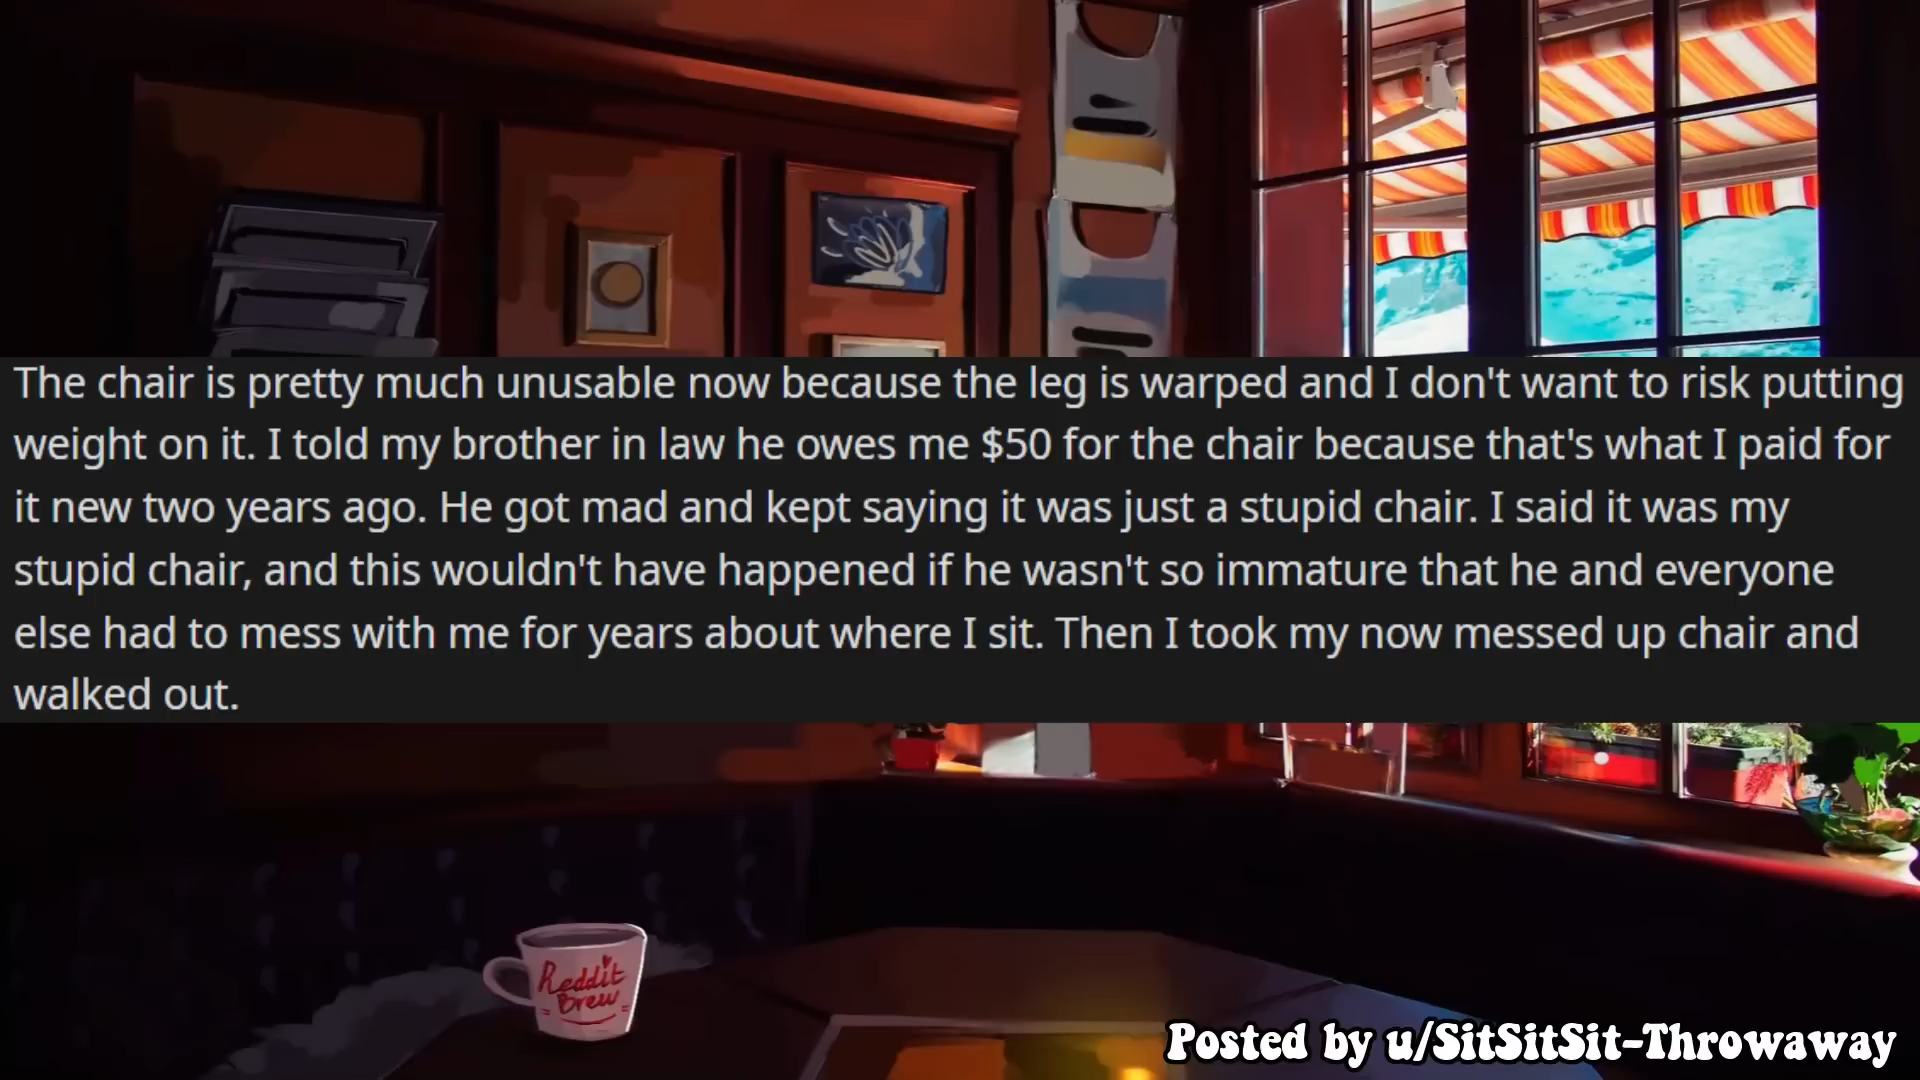 The chair is pretty much unusable now because the leg is warped and I don't want to risk putting
weight on it. I told my brother in law he owes me $50 for the chair because that's what I paid for
it new two years ago. He got mad and kept saying it was just a stupid chair. I said it was my
stupid chair, and this wouldn't have happened if he wasn't so immature that he and everyone
else had to mess with me for years about where I sit. Then I took my now messed up chair and
walked out.
Reddit
Brew
Posted by u/SitSitSit-Throwaway